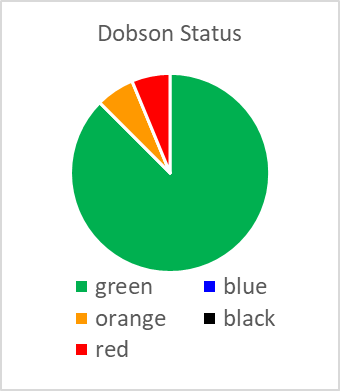 Dobson Status
green
blue
orange
black
red